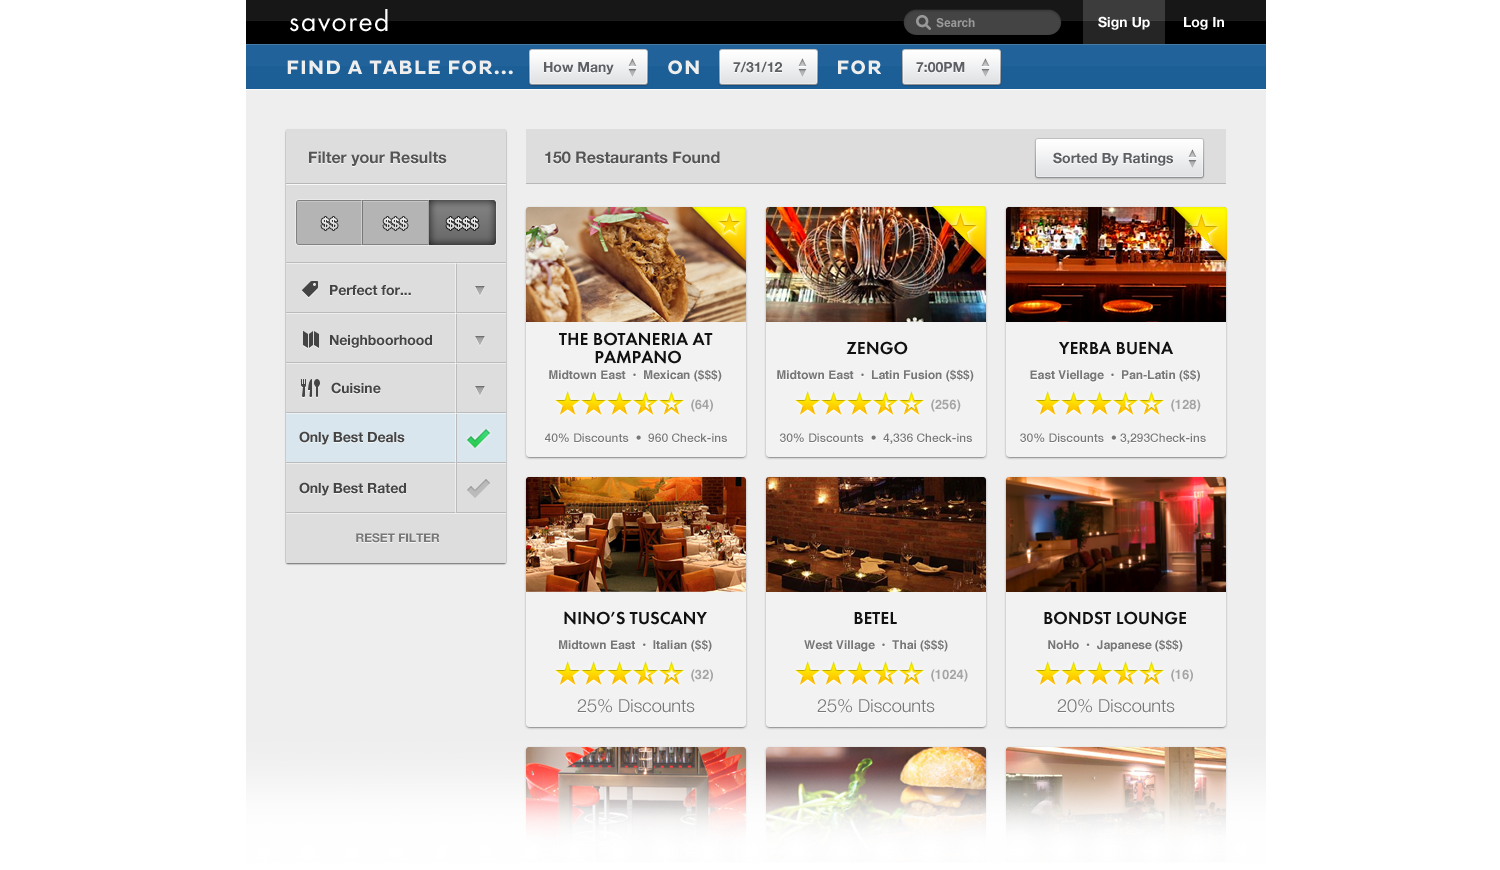 savored
Search
Sign Up
Log In
FIND A TABLE FOR...
How Many
ON
7/31/12
FOR
7:00PM
Filter your Results
$$
$$$
$$$$
Perfect for...
Neighboorhood
Cuisine
Only Best Deals
Only Best Rated
RESET FILTER
150 Restaurants Found
Sorted By Ratings
THE BOTANERIA AT
PAMPANO
Midtown East · Mexican ($$$)
(64)
40% Discounts • 960 Check-ins
ZENGO
Midtown East · Latin Fusion ($$$)
(256)
30% Discounts • 4,336 Check-ins
YERBA BUENA
East Viellage · Pan-Latin ($$)
(128)
30% Discounts • 3,293Check-ins
NINO'S TUSCANY
Midtown East · Italian ($$)
(32)
25% Discounts
BETEL
West Village · Thai ($$$)
(1024)
25% Discounts
BONDST LOUNGE
NoHo · Japanese ($$$)
(16)
20% Discounts